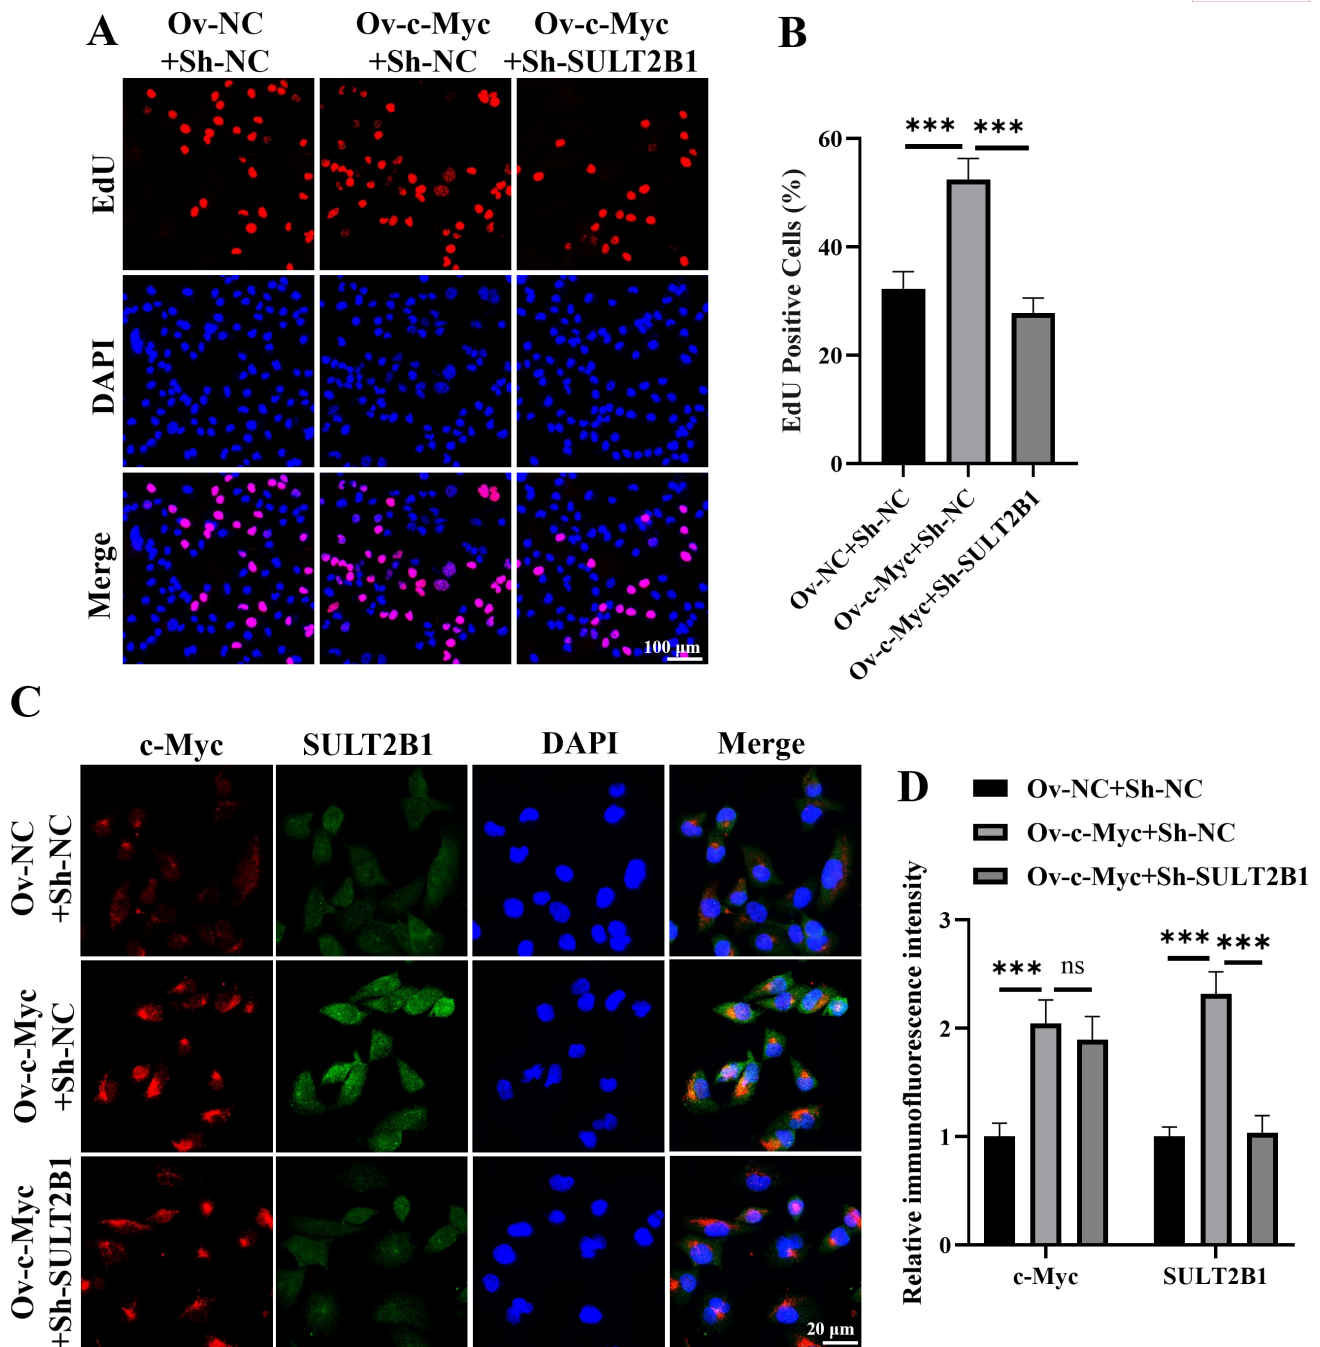 A
Ov-NC
+Sh-NC
Ov-c-Myc
+Sh-NC
Ov-c-Myc
+Sh-SULT2B1
EdU
DAPI
Merge
100 μm
B
EdU Positive Cells (%)
60
40
20
0
***
***
Ov-NC+Sh-NC
Ov-c-Myc+Sh-NC
Ov-c-Myc+Sh-SULT2B1
C
c-Myc
SULT2B1
DAPI
Merge
Ov-NC
+Sh-NC
Ov-c-Myc
+Sh-NC
Ov-c-Myc
+Sh-SULT2B1
20 μm
D
Ov-NC+Sh-NC
Ov-c-Myc+Sh-NC
Ov-c-Myc+Sh-SULT2B1
Relative immunofluorescence intensity
3
2
1
0
***
ns
***
***
c-Myc
SULT2B1